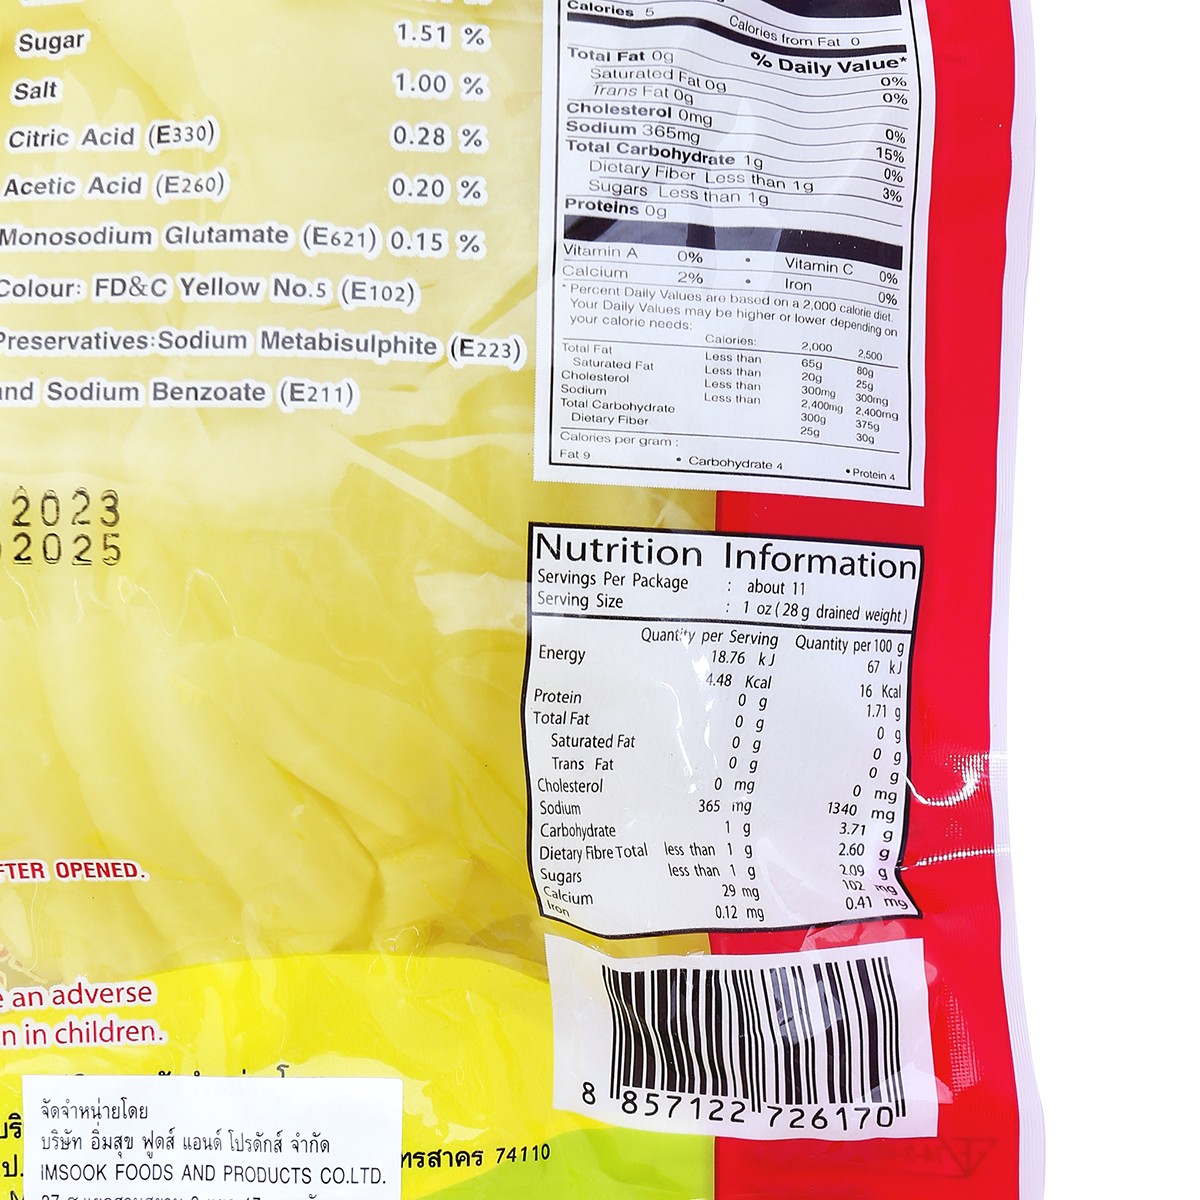 Sugar 1.51 %
Salt 1.00 %
Citric Acid (E330) 0.28 %
Acetic Acid (E260) 0.20 %
Monosodium Glutamate (E621) 0.15 %
Colour: FD&C Yellow No.5 (E102)
Preservatives:Sodium Metabisulphite (E223)
and Sodium Benzoate (E211)
2023
2025
FTER OPENED.
e an adverse
n in children.
จัดจำหน่ายโดย
บริษัท อิ่มสุข ฟูดส์ แอนด์ โปรดักส์ จำกัด
IMSOOK FOODS AND PRODUCTS CO.LTD.
ทรสาคร 74110
Calories 5 Calories from Fat 0
% Daily Value*
Total Fat 0g 0%
Saturated Fat 0g 0%
Trans Fat 0g
Cholesterol 0mg 0%
Sodium 365mg 15%
Total Carbohydrate 1g 0%
Dietary Fiber Less than 1g 3%
Sugars Less than 1g
Proteins 0g
Vitamin A 0% • Vitamin C 0%
Calcium 2% • Iron 0%
* Percent Daily Values are based on a 2,000 calorie diet.
Your Daily Values may be higher or lower depending on
your calorie needs:
Calories: 2,000 2,500
Total Fat Less than 65g 80g
Saturated Fat Less than 20g 25g
Cholesterol Less than 300mg 300mg
Sodium Less than 2,400mg 2,400mg
Total Carbohydrate 300g 375g
Dietary Fiber 25g 30g
Calories per gram :
Fat 9 • Carbohydrate 4 • Protein 4
Nutrition Information
Servings Per Package : about 11
Serving Size : 1 oz ( 28 g drained weight )
Quantity per Serving Quantity per 100 g
Energy 18.76 kJ 67 kJ
4.48 Kcal 16 Kcal
Protein 0 g 1.71 g
Total Fat 0 g 0 g
Saturated Fat 0 g 0 g
Trans Fat 0 g 0 g
Cholesterol 0 mg 0 mg
Sodium 365 mg 1340 mg
Carbohydrate 1 g 3.71 g
Dietary Fibre Total less than 1 g 2.60 g
Sugars less than 1 g 2.09 g
Calcium 29 mg 102 mg
Iron 0.12 mg 0.41 mg
8 857122 726170